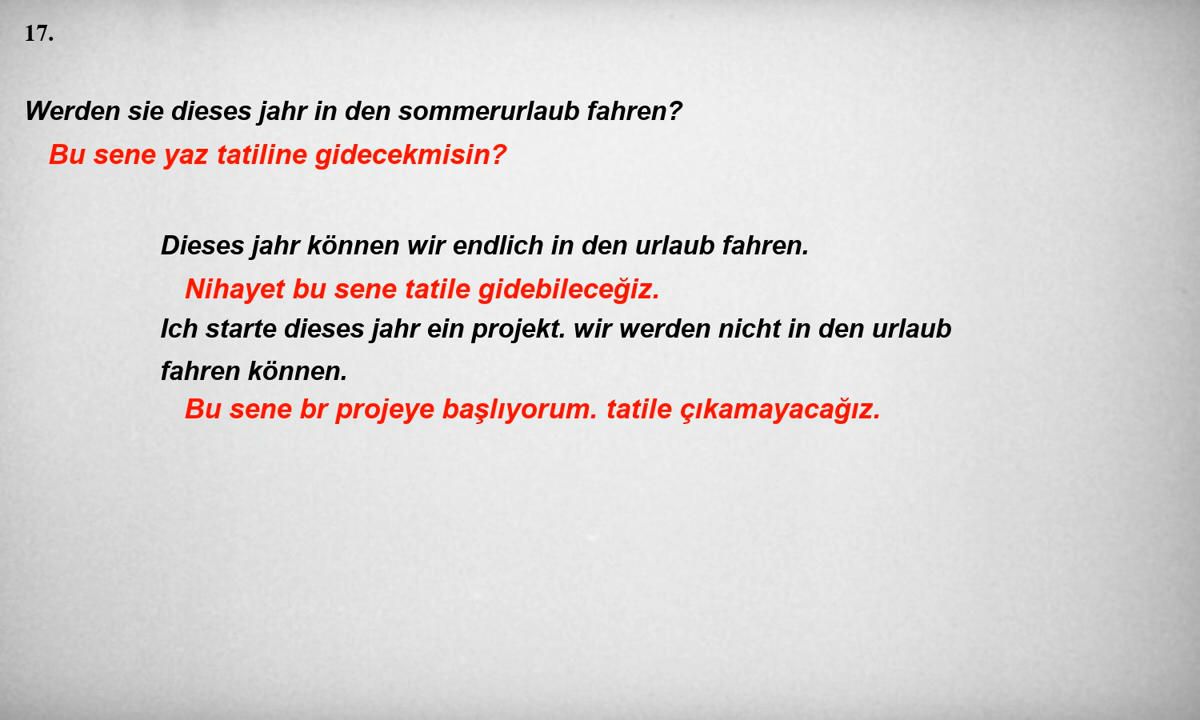 17.
Werden sie dieses jahr in den sommerurlaub fahren?
Bu sene yaz tatiline gidecekmisin?
Dieses jahr können wir endlich in den urlaub fahren.
Nihayet bu sene tatile gidebileceğiz.
Ich starte dieses jahr ein projekt. wir werden nicht in den urlaub
fahren können.
Bu sene br projeye başlıyorum. tatile çıkamayacağız.